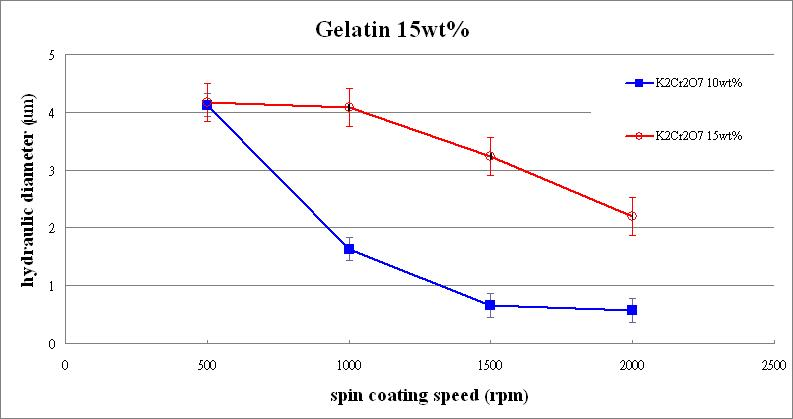 Gelatin 15wt%
5
4
3
2
1
0
hydraulic diameter (μm)
K2Cr2O7 10wt%
K2Cr2O7 15wt%
0 500 1000 1500 2000 2500
spin coating speed (rpm)